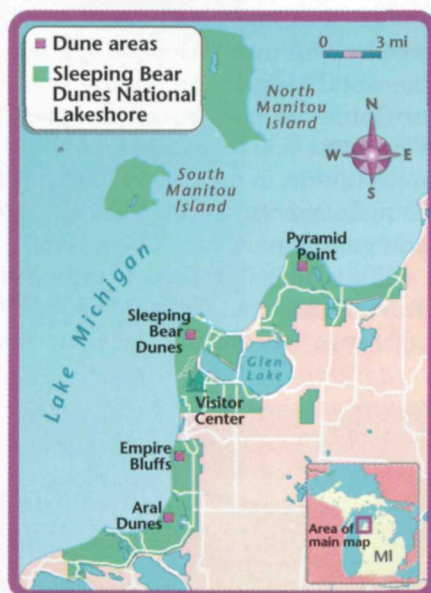 Dune areas
Sleeping Bear
Dunes National
Lakeshore
0 3 mi
N
W E
S
North
Manitou
Island
South
Manitou
Island
Pyramid
Point
Lake Michigan
Sleeping
Bear
Dunes
Glen
Lake
Visitor
Center
Empire
Bluffs
Aral
Dunes
Area of
main map
MI